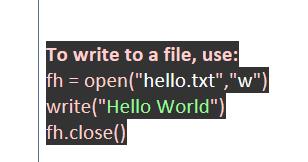 To write to a file, use:
fh = open("hello.txt","w")
write("Hello World")
fh.close()